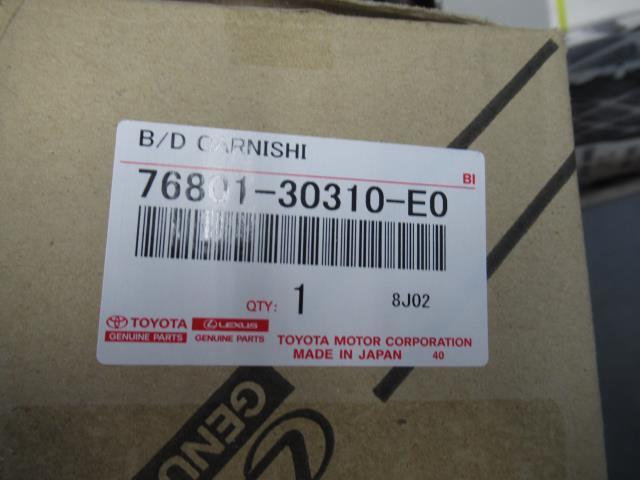 B/D GARNISHI
BI
76801-30310-E0
QTY: 1 8J02
TOYOTA LEXUS
GENUINE PARTS GENUINE PARTS
TOYOTA MOTOR CORPORATION
MADE IN JAPAN 40
GENU